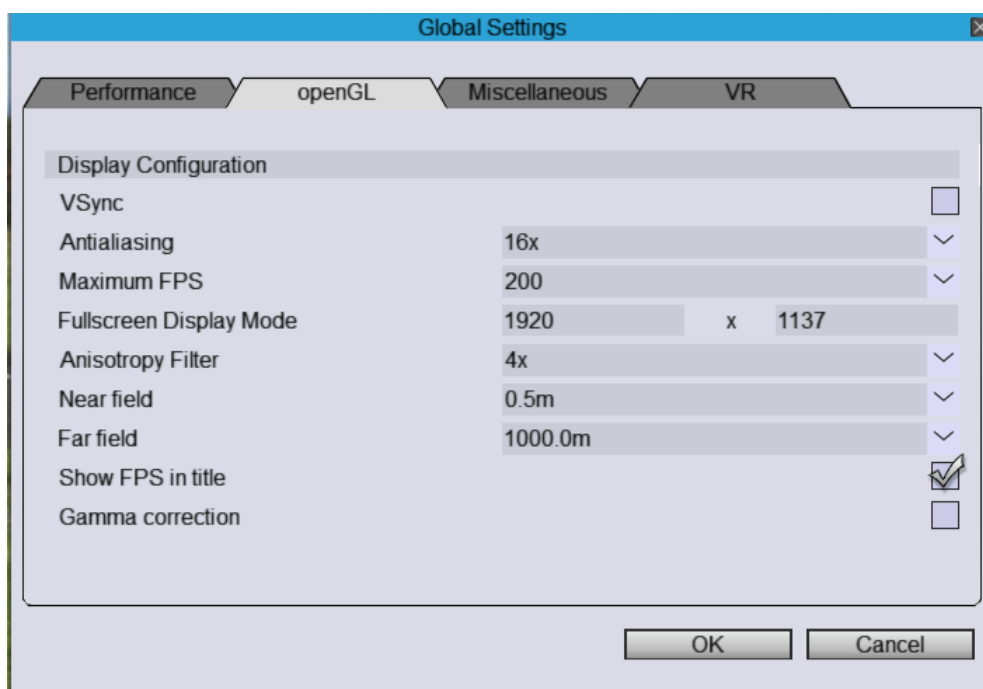 Global Settings
Performance openGL Miscellaneous VR
Display Configuration
VSync
Antialiasing 16x
Maximum FPS 200
Fullscreen Display Mode 1920 x 1137
Anisotropy Filter 4x
Near field 0.5m
Far field 1000.0m
Show FPS in title
Gamma correction
OK Cancel